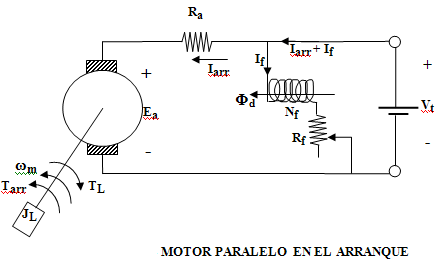 Rₐ
Iarr + If
If
Iarr
+
+
Eₐ
Φd
Nf
Vt
Rf
-
-
ωm
Tarr
TL
JL
MOTOR PARALELO EN EL ARRANQUE